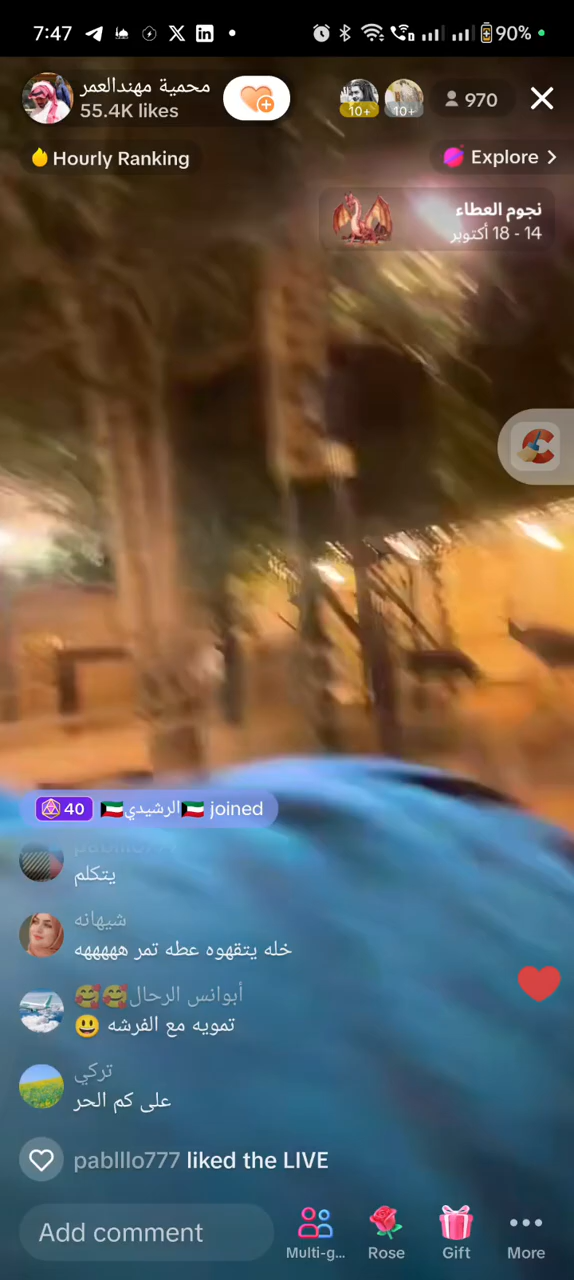 7:47
90%
محمية مهندالعمر
55.4K likes
10+
10+
970
Hourly Ranking
Explore >
نجوم العطاء
14 - 18 أكتوبر
40 🇰🇼الرشيدي🇰🇼 joined
يتكلم
شيهانه
خله يتقهوه عطه تمر هههههه
أبوانس الرحال🥰🥰
تمويه مع الفرشه 😃
تركي
على كم الحر
pablllo777 liked the LIVE
Add comment
Multi-g...
Rose
Gift
More